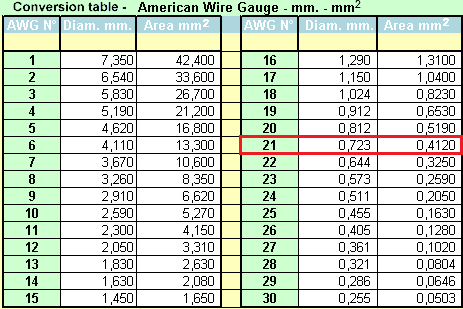 Conversion table - American Wire Gauge - mm. - mm2
AWG N° Diam. mm. Area mm2 AWG N° Diam. mm. Area mm2
1 7,350 42,400 16 1,290 1,3100
2 6,540 33,600 17 1,150 1,0400
3 5,830 26,700 18 1,024 0,8230
4 5,190 21,200 19 0,912 0,6530
5 4,620 16,800 20 0,812 0,5190
6 4,110 13,300 21 0,723 0,4120
7 3,670 10,600 22 0,644 0,3250
8 3,260 8,350 23 0,573 0,2590
9 2,910 6,620 24 0,511 0,2050
10 2,590 5,270 25 0,455 0,1630
11 2,300 4,150 26 0,405 0,1280
12 2,050 3,310 27 0,361 0,1020
13 1,830 2,630 28 0,321 0,0804
14 1,630 2,080 29 0,286 0,0646
15 1,450 1,650 30 0,255 0,0503